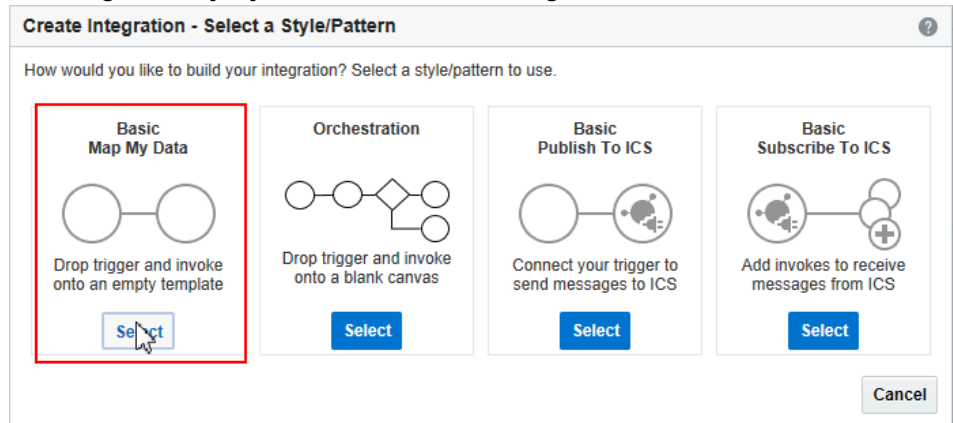 Create Integration - Select a Style/Pattern
?
How would you like to build your integration? Select a style/pattern to use.
Basic
Map My Data
Drop trigger and invoke
onto an empty template
Select
Orchestration
Drop trigger and invoke
onto a blank canvas
Select
Basic
Publish To ICS
Connect your trigger to
send messages to ICS
Select
Basic
Subscribe To ICS
Add invokes to receive
messages from ICS
Select
Cancel